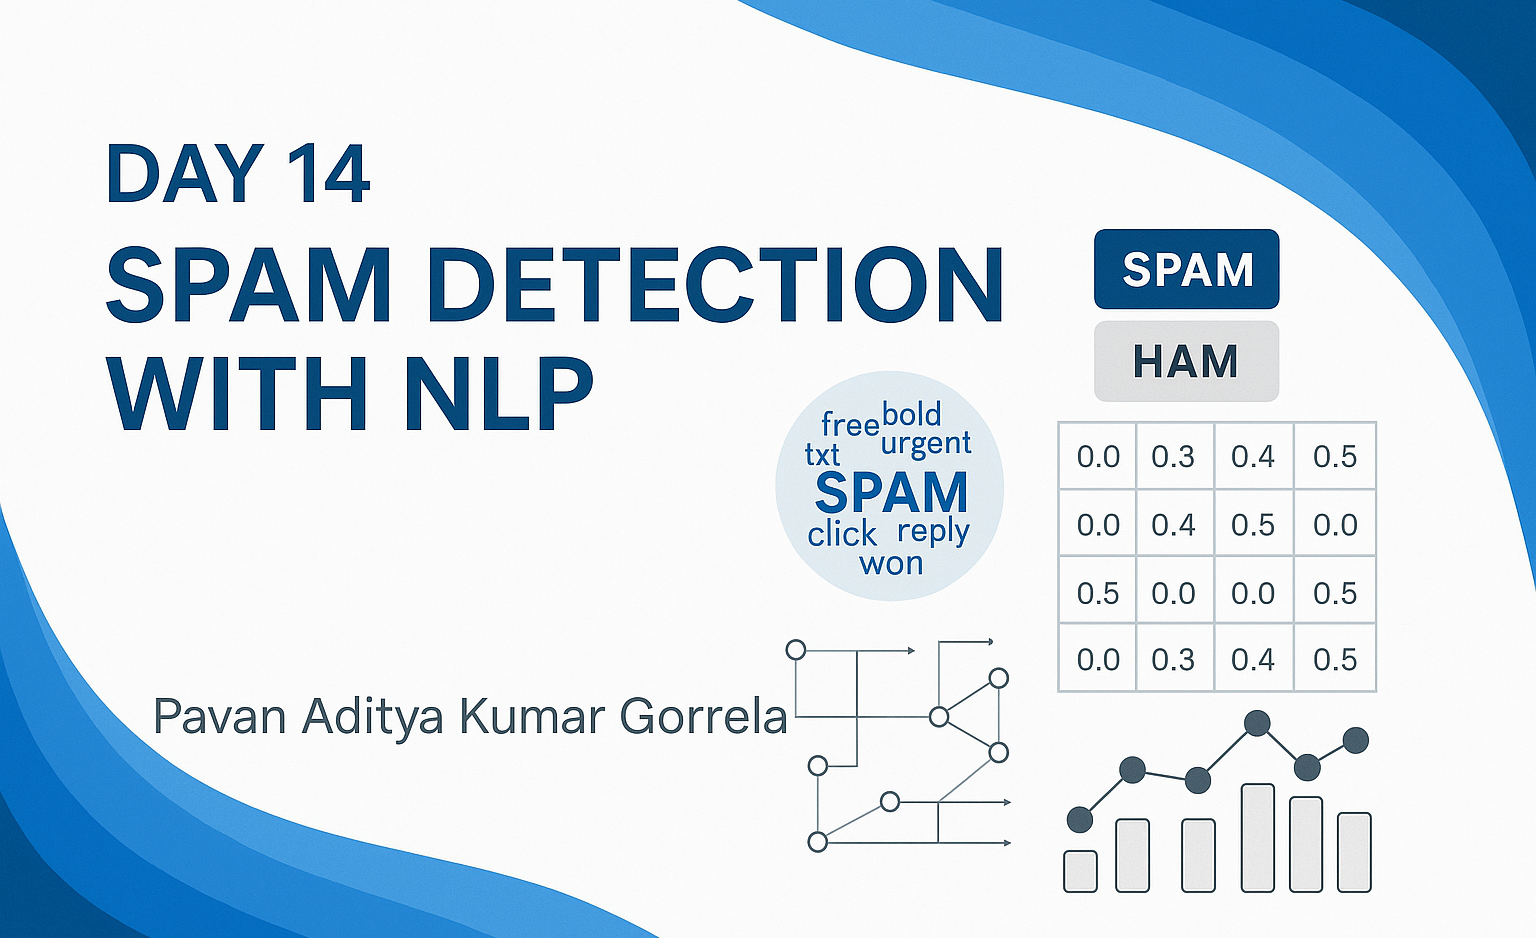 DAY 14
SPAM DETECTION
WITH NLP
SPAM
HAM
free bold
txt urgent
SPAM
click reply
won
0.0 0.3 0.4 0.5
0.0 0.4 0.5 0.0
0.5 0.0 0.0 0.5
0.0 0.3 0.4 0.5
Pavan Aditya Kumar Gorrela